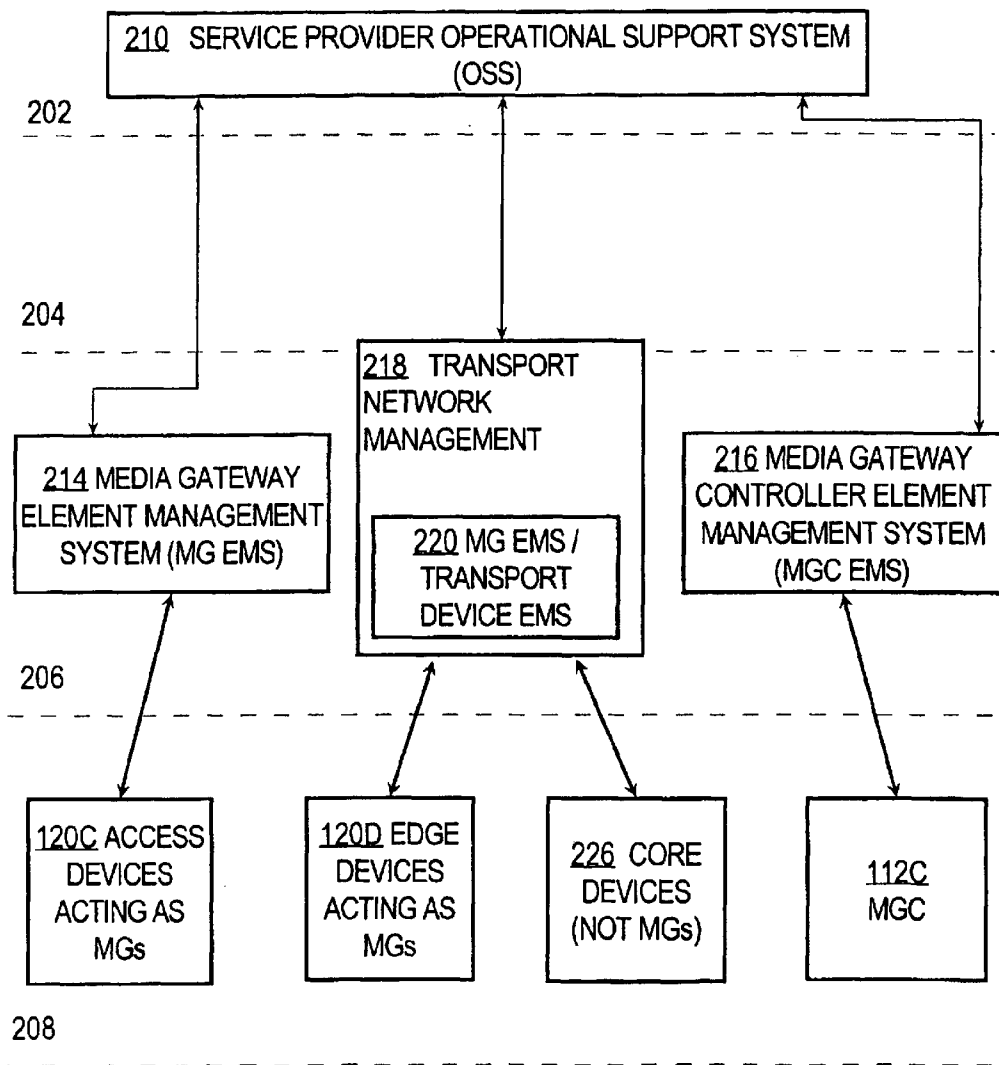 210 SERVICE PROVIDER OPERATIONAL SUPPORT SYSTEM
(OSS)
202
204
218 TRANSPORT
NETWORK
MANAGEMENT
214 MEDIA GATEWAY
ELEMENT MANAGEMENT
SYSTEM (MG EMS)
216 MEDIA GATEWAY
CONTROLLER ELEMENT
MANAGEMENT SYSTEM
(MGC EMS)
220 MG EMS /
TRANSPORT
DEVICE EMS
206
120C ACCESS
DEVICES
ACTING AS
MGs
120D EDGE
DEVICES
ACTING AS
MGs
226 CORE
DEVICES
(NOT MGs)
112C
MGC
208